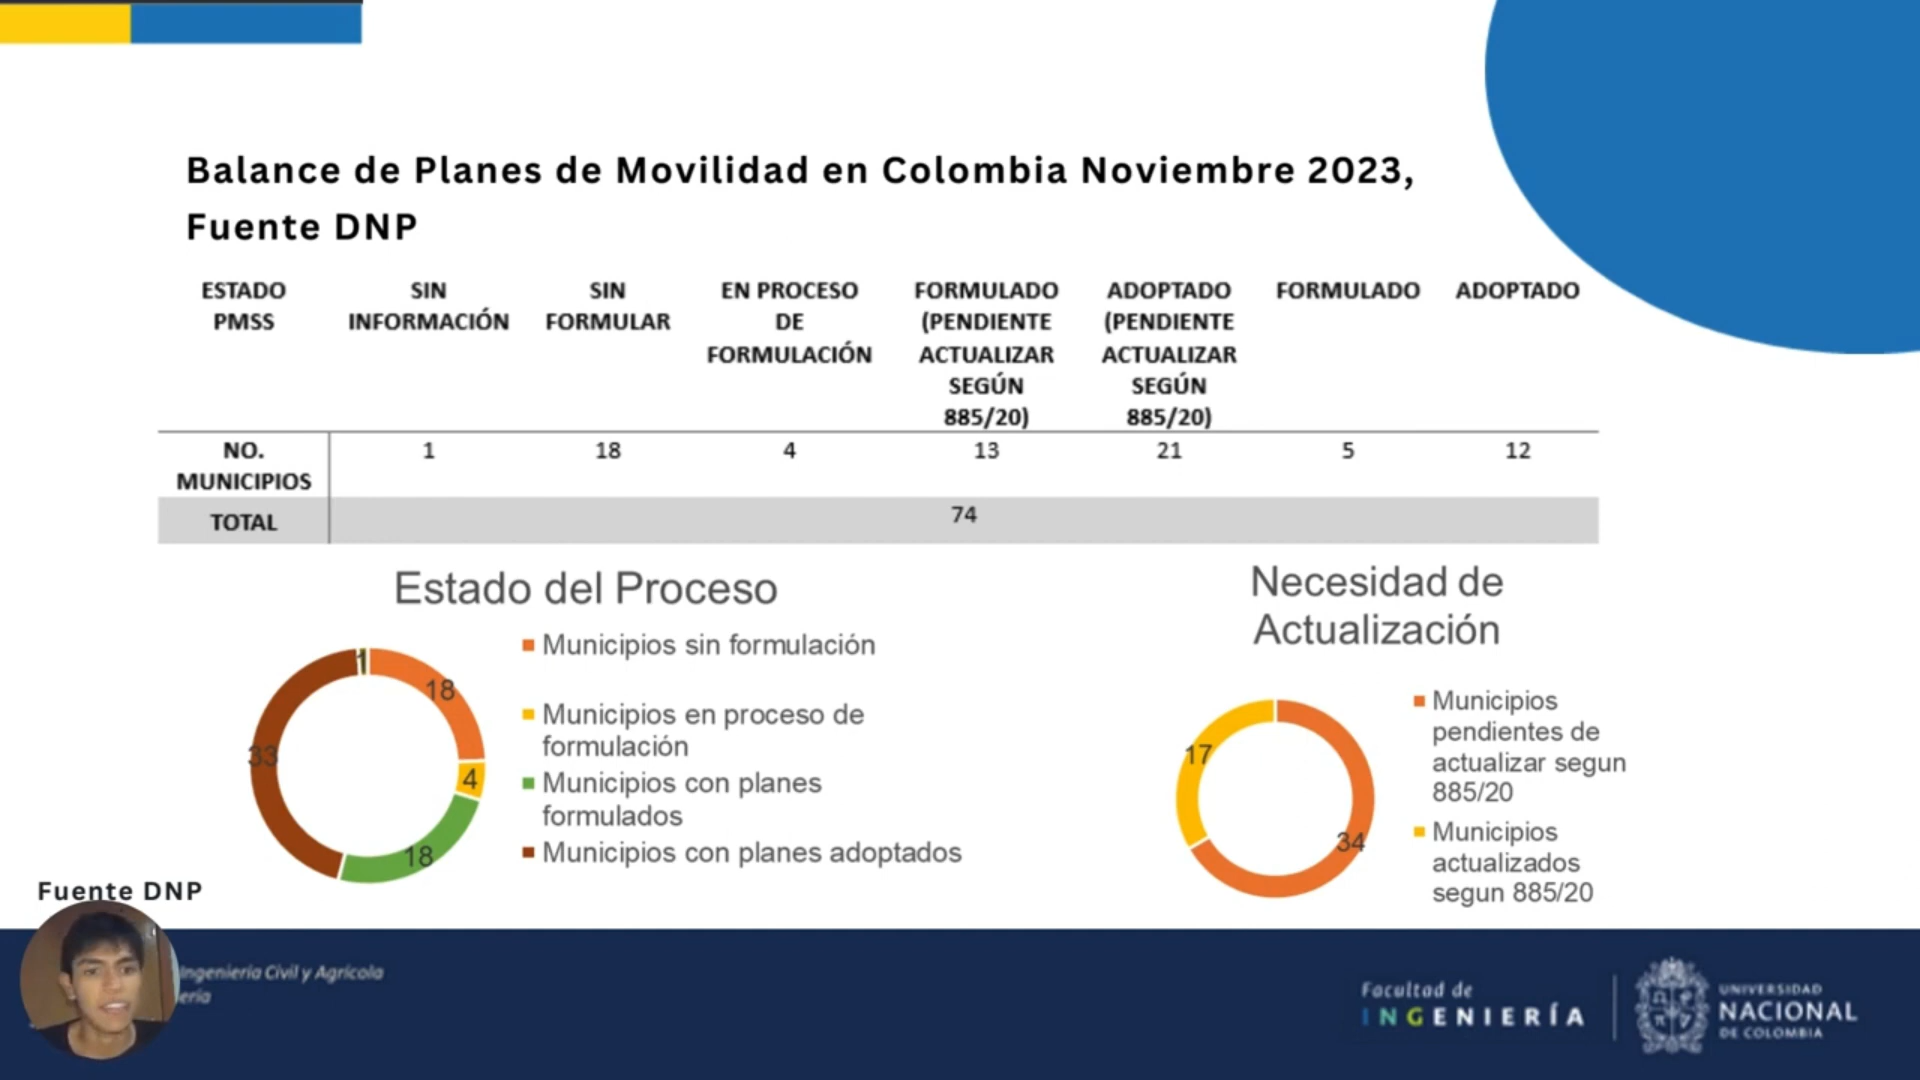 Balance de Planes de Movilidad en Colombia Noviembre 2023,
Fuente DNP
ESTADO PMSS
SIN INFORMACIÓN
SIN FORMULAR
EN PROCESO DE FORMULACIÓN
FORMULADO (PENDIENTE ACTUALIZAR SEGÚN 885/20)
ADOPTADO (PENDIENTE ACTUALIZAR SEGÚN 885/20)
FORMULADO
ADOPTADO
NO. MUNICIPIOS
1
18
4
13
21
5
12
TOTAL
74
Estado del Proceso
1
18
33
4
18
Municipios sin formulación
Municipios en proceso de
formulación
Municipios con planes
formulados
Municipios con planes adoptados
Necesidad de
Actualización
17
34
Municipios
pendientes de
actualizar segun
885/20
Municipios
actualizados
segun 885/20
Fuente DNP
Ingeniería Civil y Agrícola
ería
Facultad de
INGENIERÍA
UNIVERSIDAD
NACIONAL
DE COLOMBIA